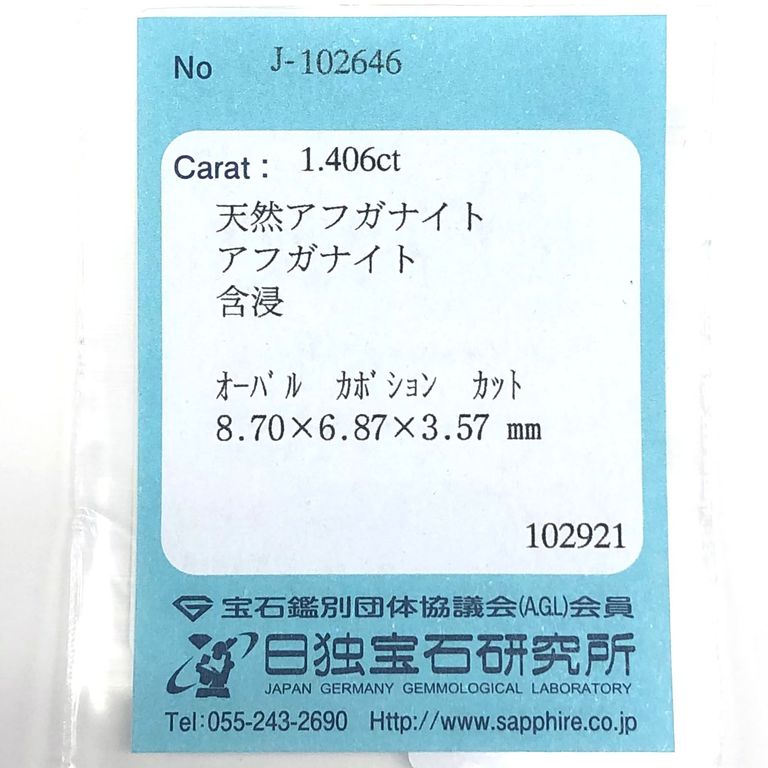 No J-102646
Carat: 1.406ct
天然アフガナイト
アフガナイト
含浸
ｵｰﾊﾞﾙ ｶﾎﾞｼｮﾝ ｶｯﾄ
8.70×6.87×3.57 mm
102921
宝石鑑別団体協議会(A.G.L)会員
日独宝石研究所
JAPAN GERMANY GEMMOLOGICAL LABORATORY
Tel:055-243-2690 Http://www.sapphire.co.jp